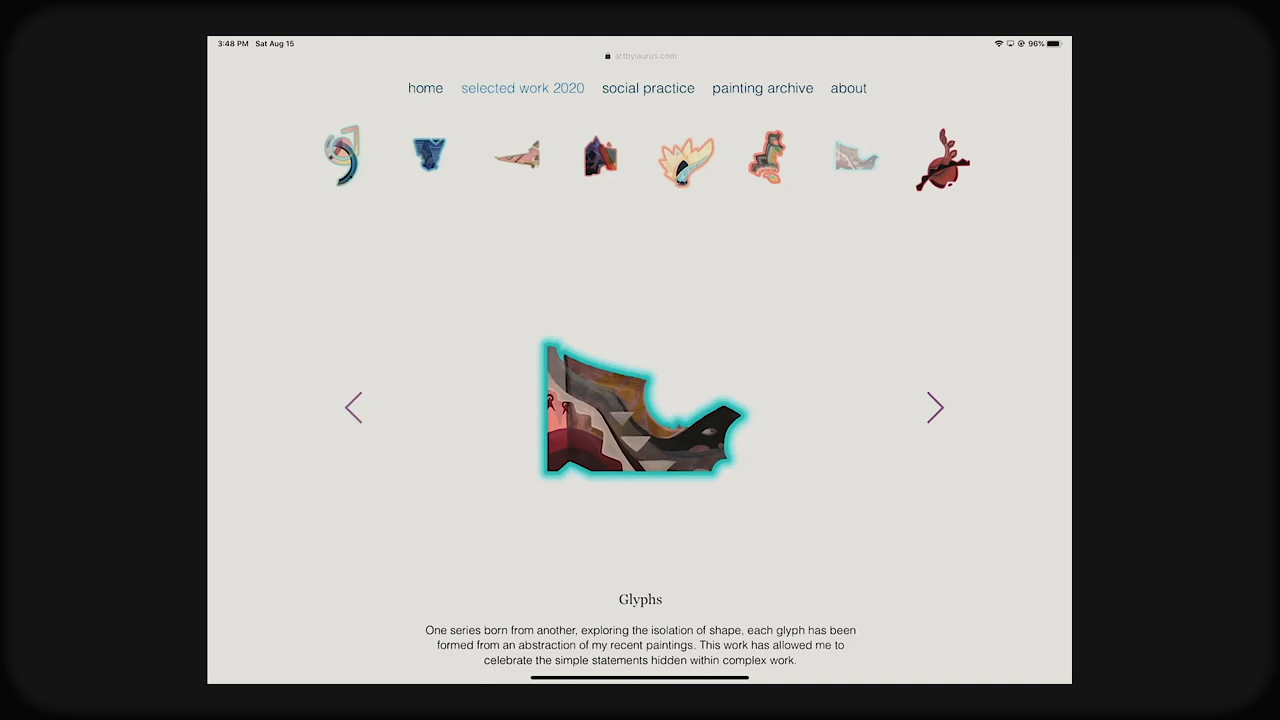 3:48 PM Sat Aug 15
96%
artbylaurus.com
home selected work 2020 social practice painting archive about
Glyphs
One series born from another, exploring the isolation of shape, each glyph has been
formed from an abstraction of my recent paintings. This work has allowed me to
celebrate the simple statements hidden within complex work.